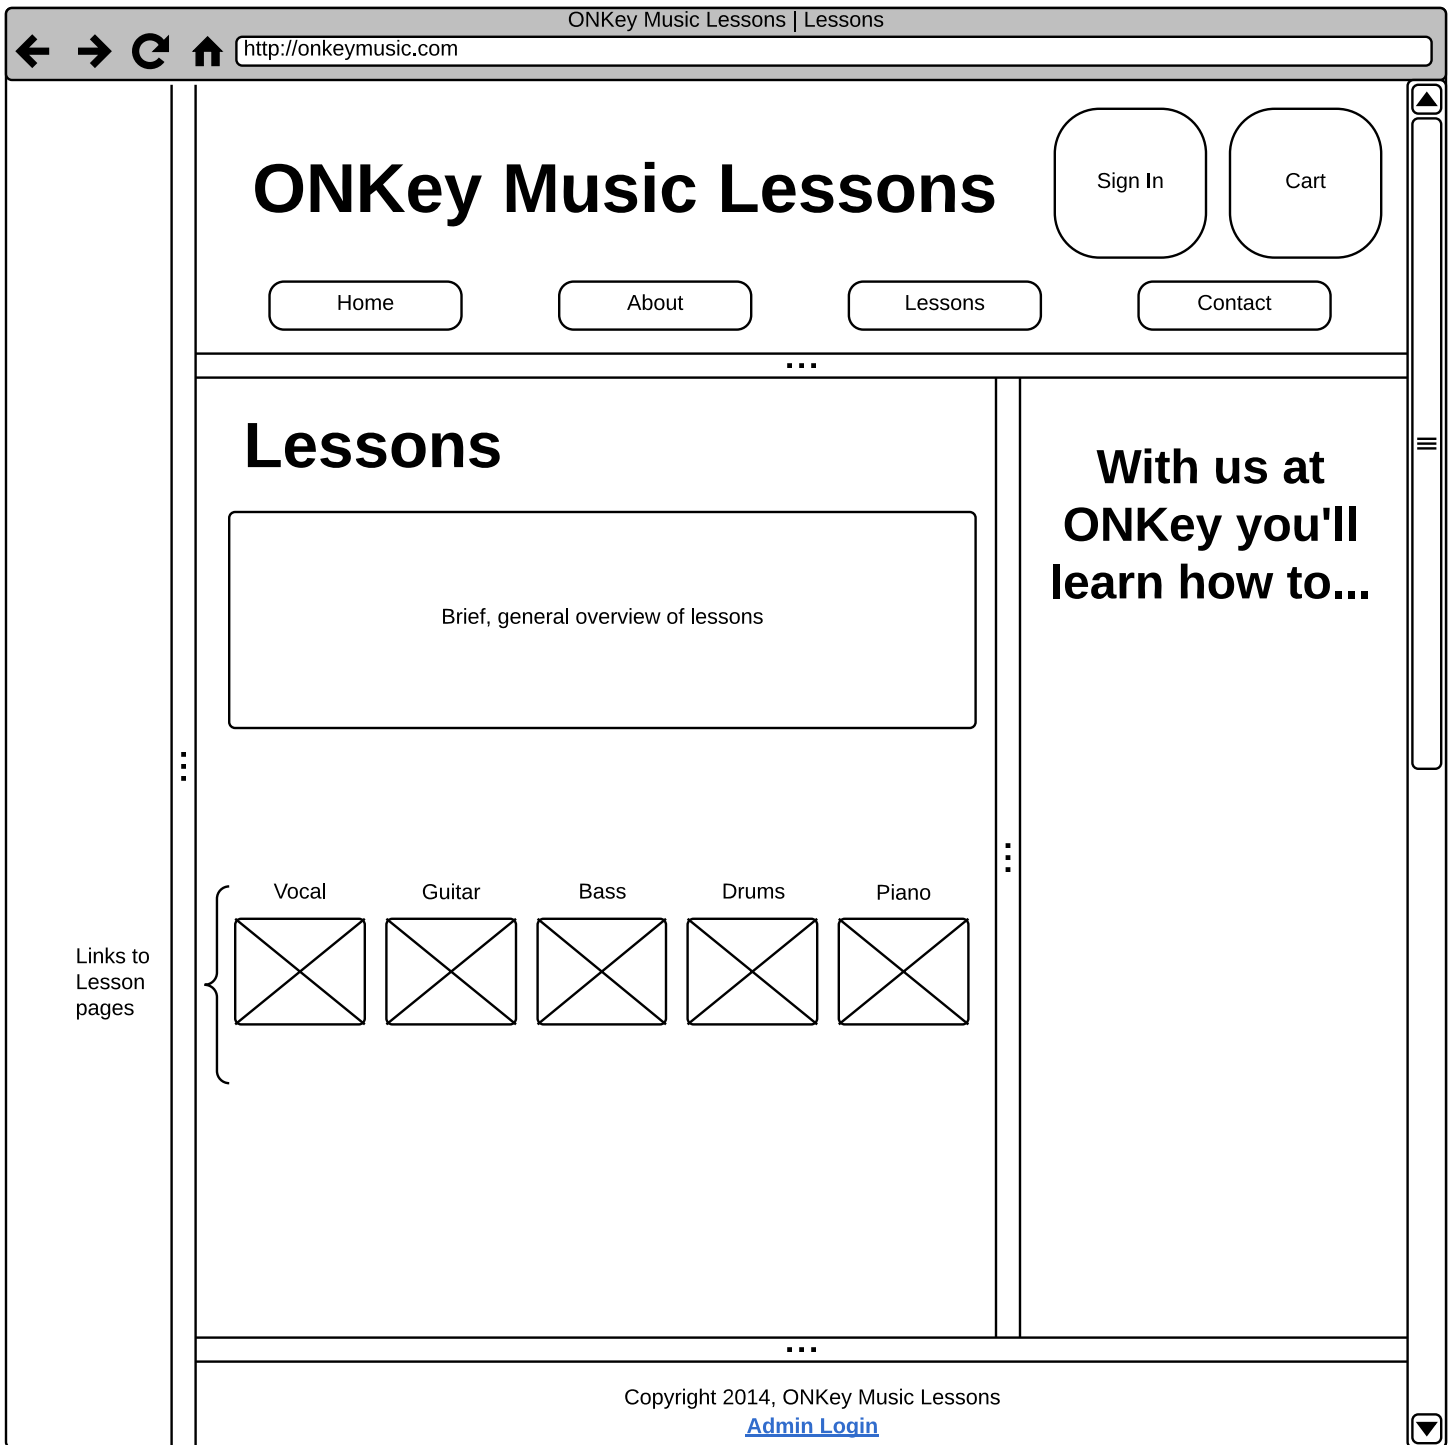 ONKey Music Lessons | Lessons
http://onkeymusic.com
ONKey Music Lessons
Sign In
Cart
Home
About
Lessons
Contact
Lessons
With us at
ONKey you'll
learn how to...
Brief, general overview of lessons
Vocal
Guitar
Bass
Drums
Piano
Links to
Lesson
pages
Copyright 2014, ONKey Music Lessons
Admin Login